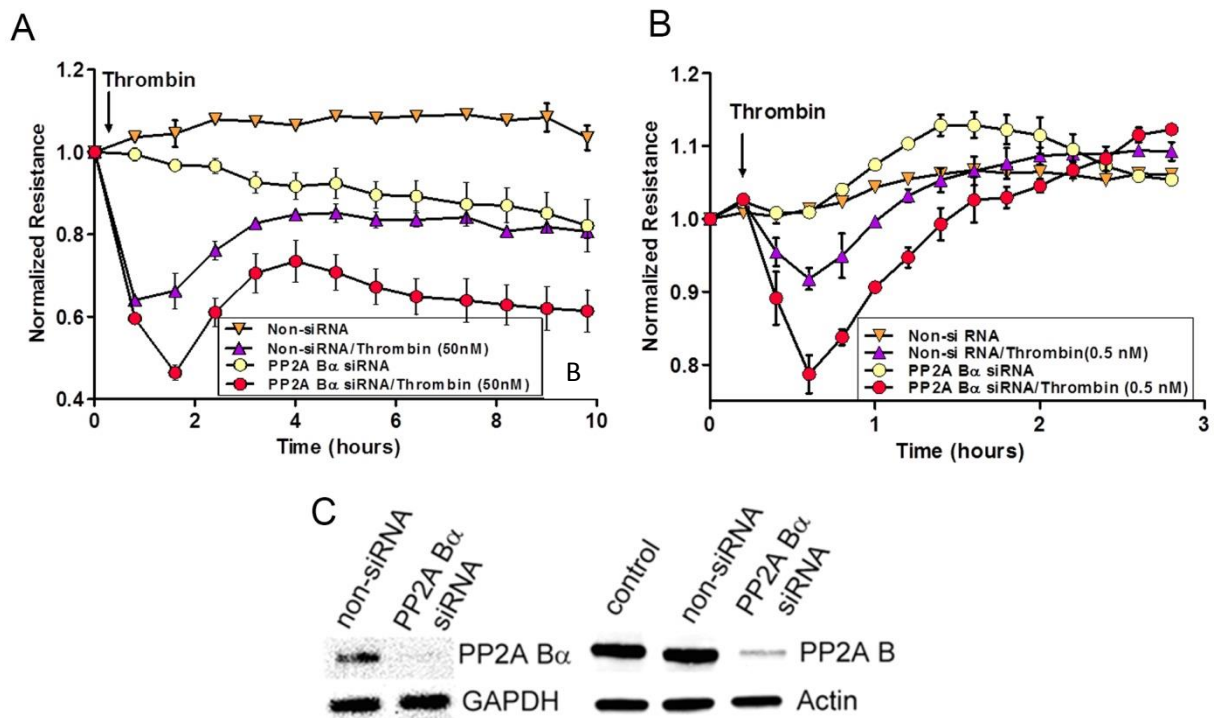 A
1.2
1.0
0.8
0.6
0.4
Normalized Resistance
Thrombin
Non-siRNA
Non-siRNA/Thrombin (50nM)
PP2A Bα siRNA
PP2A Bα siRNA/Thrombin (50nM)
B
0 2 4 6 8 10
Time (hours)
B
1.2
1.1
1.0
0.9
0.8
Normalized Resistance
Thrombin
Non-si RNA
Non-si RNA/Thrombin(0.5 nM)
PP2A Bα siRNA
PP2A Bα siRNA/Thrombin (0.5 nM)
0 1 2 3
Time (hours)
C
non-siRNA
PP2A Bα
siRNA
control
non-siRNA
PP2A Bα
siRNA
PP2A Bα
PP2A B
GAPDH
Actin